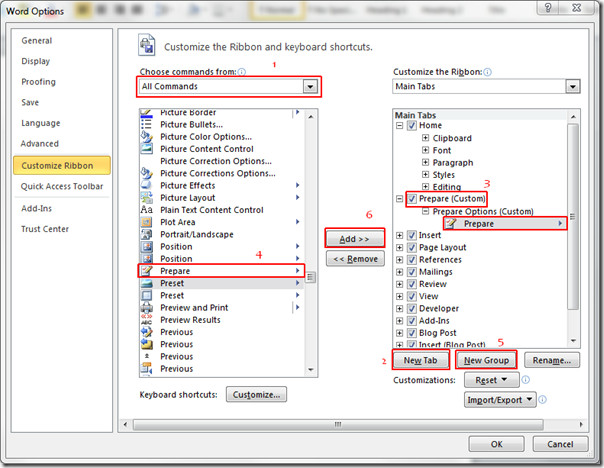 Word Options
General
Display
Proofing
Save
Language
Advanced
Customize Ribbon
Quick Access Toolbar
Add-Ins
Trust Center
Customize the Ribbon and keyboard shortcuts.
1
Choose commands from:
All Commands
Picture Border
Picture Bullets...
Picture Color Options...
Picture Content Control
Picture Correction Options...
Picture Corrections Options...
Picture Effects
Picture Layout
Plain Text Content Control
Plot Area
Portrait/Landscape
Position
Position
4
Prepare
Preset
Preset
Preview and Print
Preview Results
Previous
Previous
Previous
Previous
Keyboard shortcuts: Customize...
6
Add >>
<< Remove
Customize the Ribbon:
Main Tabs
Main Tabs
Home
Clipboard
Font
Paragraph
Styles
Editing
3
Prepare (Custom)
Prepare Options (Custom)
Prepare
Insert
Page Layout
References
Mailings
Review
View
Developer
Add-Ins
Blog Post
Insert (Blog Post)
5
2 New Tab New Group Rename...
Customizations: Reset
Import/Export
OK Cancel